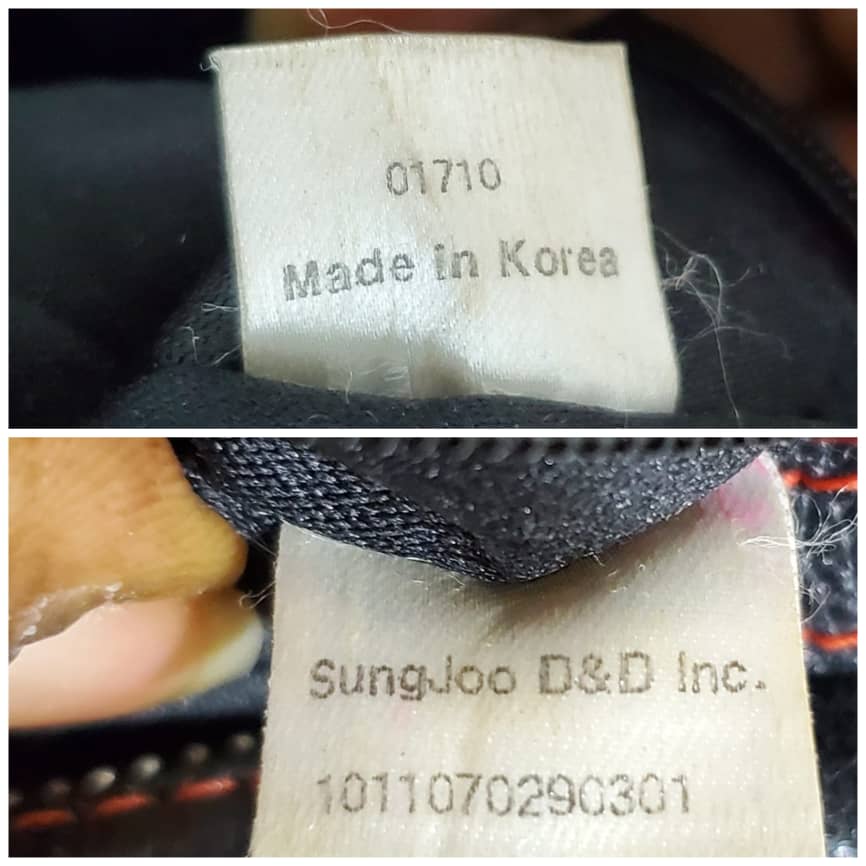 01710
Made in Korea
SungJoo D&D Inc.
1011070290301